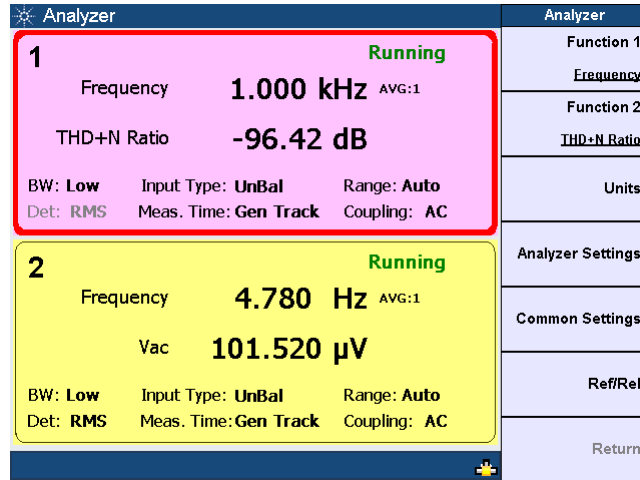 Analyzer
1
Running
Frequency 1.000 kHz AVG:1
THD+N Ratio -96.42 dB
BW: Low Input Type: UnBal Range: Auto
Det: RMS Meas. Time: Gen Track Coupling: AC
2
Running
Frequency 4.780 Hz AVG:1
Vac 101.520 µV
BW: Low Input Type: UnBal Range: Auto
Det: RMS Meas. Time: Gen Track Coupling: AC
Analyzer
Function 1
Frequency
Function 2
THD+N Ratio
Units
Analyzer Settings
Common Settings
Ref/Rel
Return